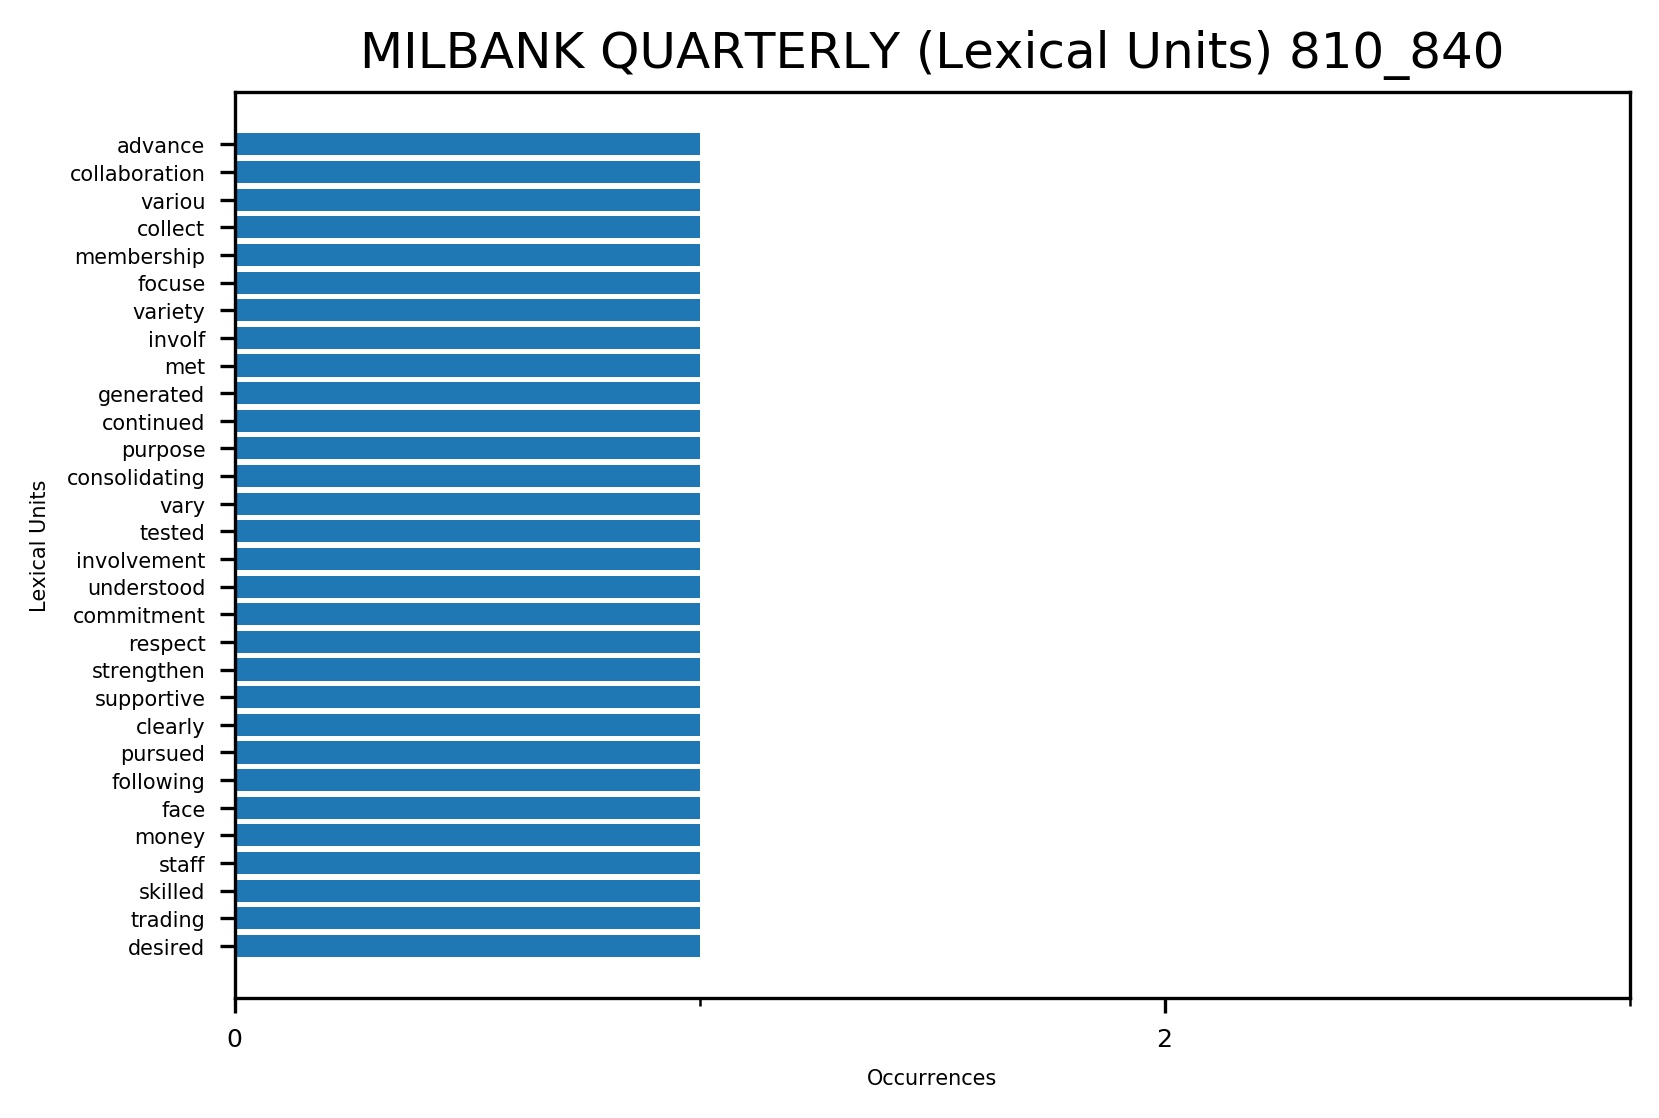 MILBANK QUARTERLY (Lexical Units) 810_840
advance
collaboration
variou
collect
membership
focuse
variety
involf
met
generated
continued
purpose
consolidating
vary
tested
involvement
understood
commitment
respect
strengthen
supportive
clearly
pursued
following
face
money
staff
skilled
trading
desired
Lexical Units
0
2
Occurrences